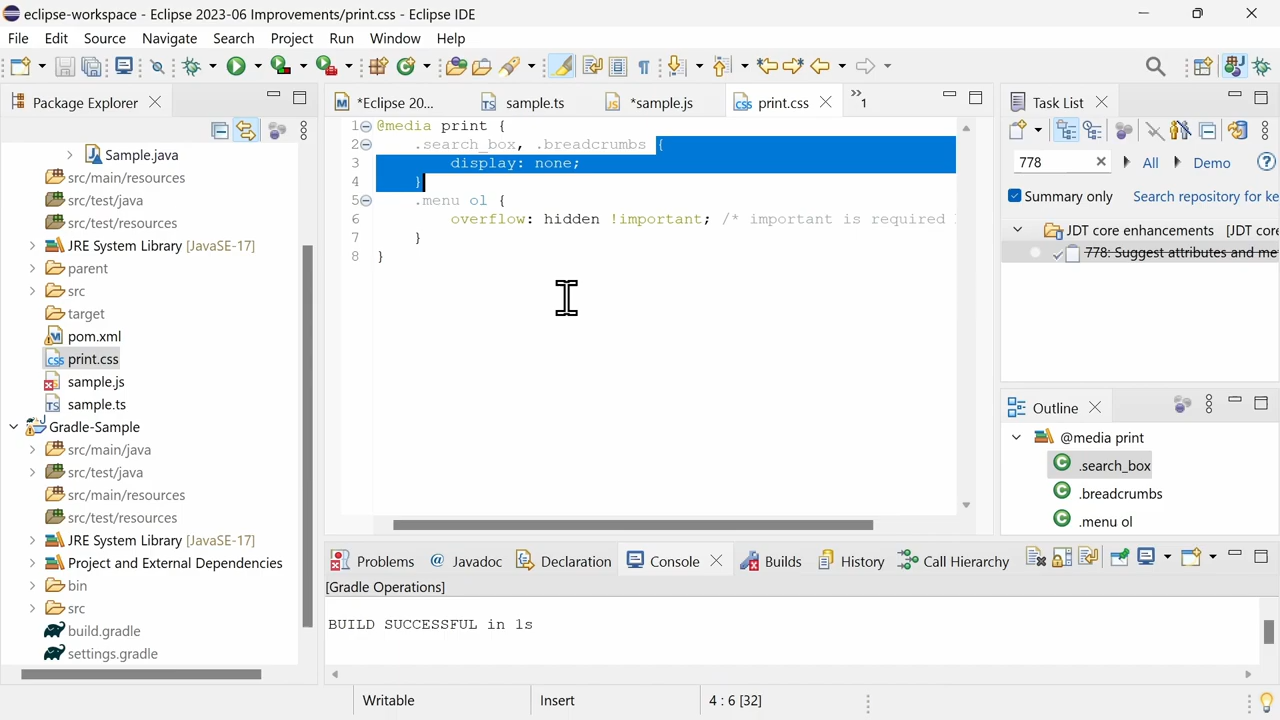 eclipse-workspace - Eclipse 2023-06 Improvements/print.css - Eclipse IDE
File Edit Source Navigate Search Project Run Window Help
Package Explorer
*Eclipse 20... sample.ts *sample.js print.css 1
Task List
Sample.java
src/main/resources
src/test/java
src/test/resources
JRE System Library [JavaSE-17]
parent
src
target
pom.xml
print.css
sample.js
sample.ts
Gradle-Sample
src/main/java
src/test/java
src/main/resources
src/test/resources
JRE System Library [JavaSE-17]
Project and External Dependencies
bin
src
build.gradle
settings.gradle
1 @media print {
2 .search_box, .breadcrumbs {
3 display: none;
4 }
5 .menu ol {
6 overflow: hidden !important; /* important is required
7 }
8 }
778 All Demo
Summary only Search repository for ke
JDT core enhancements [JDT core
778: Suggest attributes and me
Outline
@media print
.search_box
.breadcrumbs
.menu ol
Problems Javadoc Declaration Console Builds History Call Hierarchy
[Gradle Operations]
BUILD SUCCESSFUL in 1s
Writable Insert 4 : 6 [32]